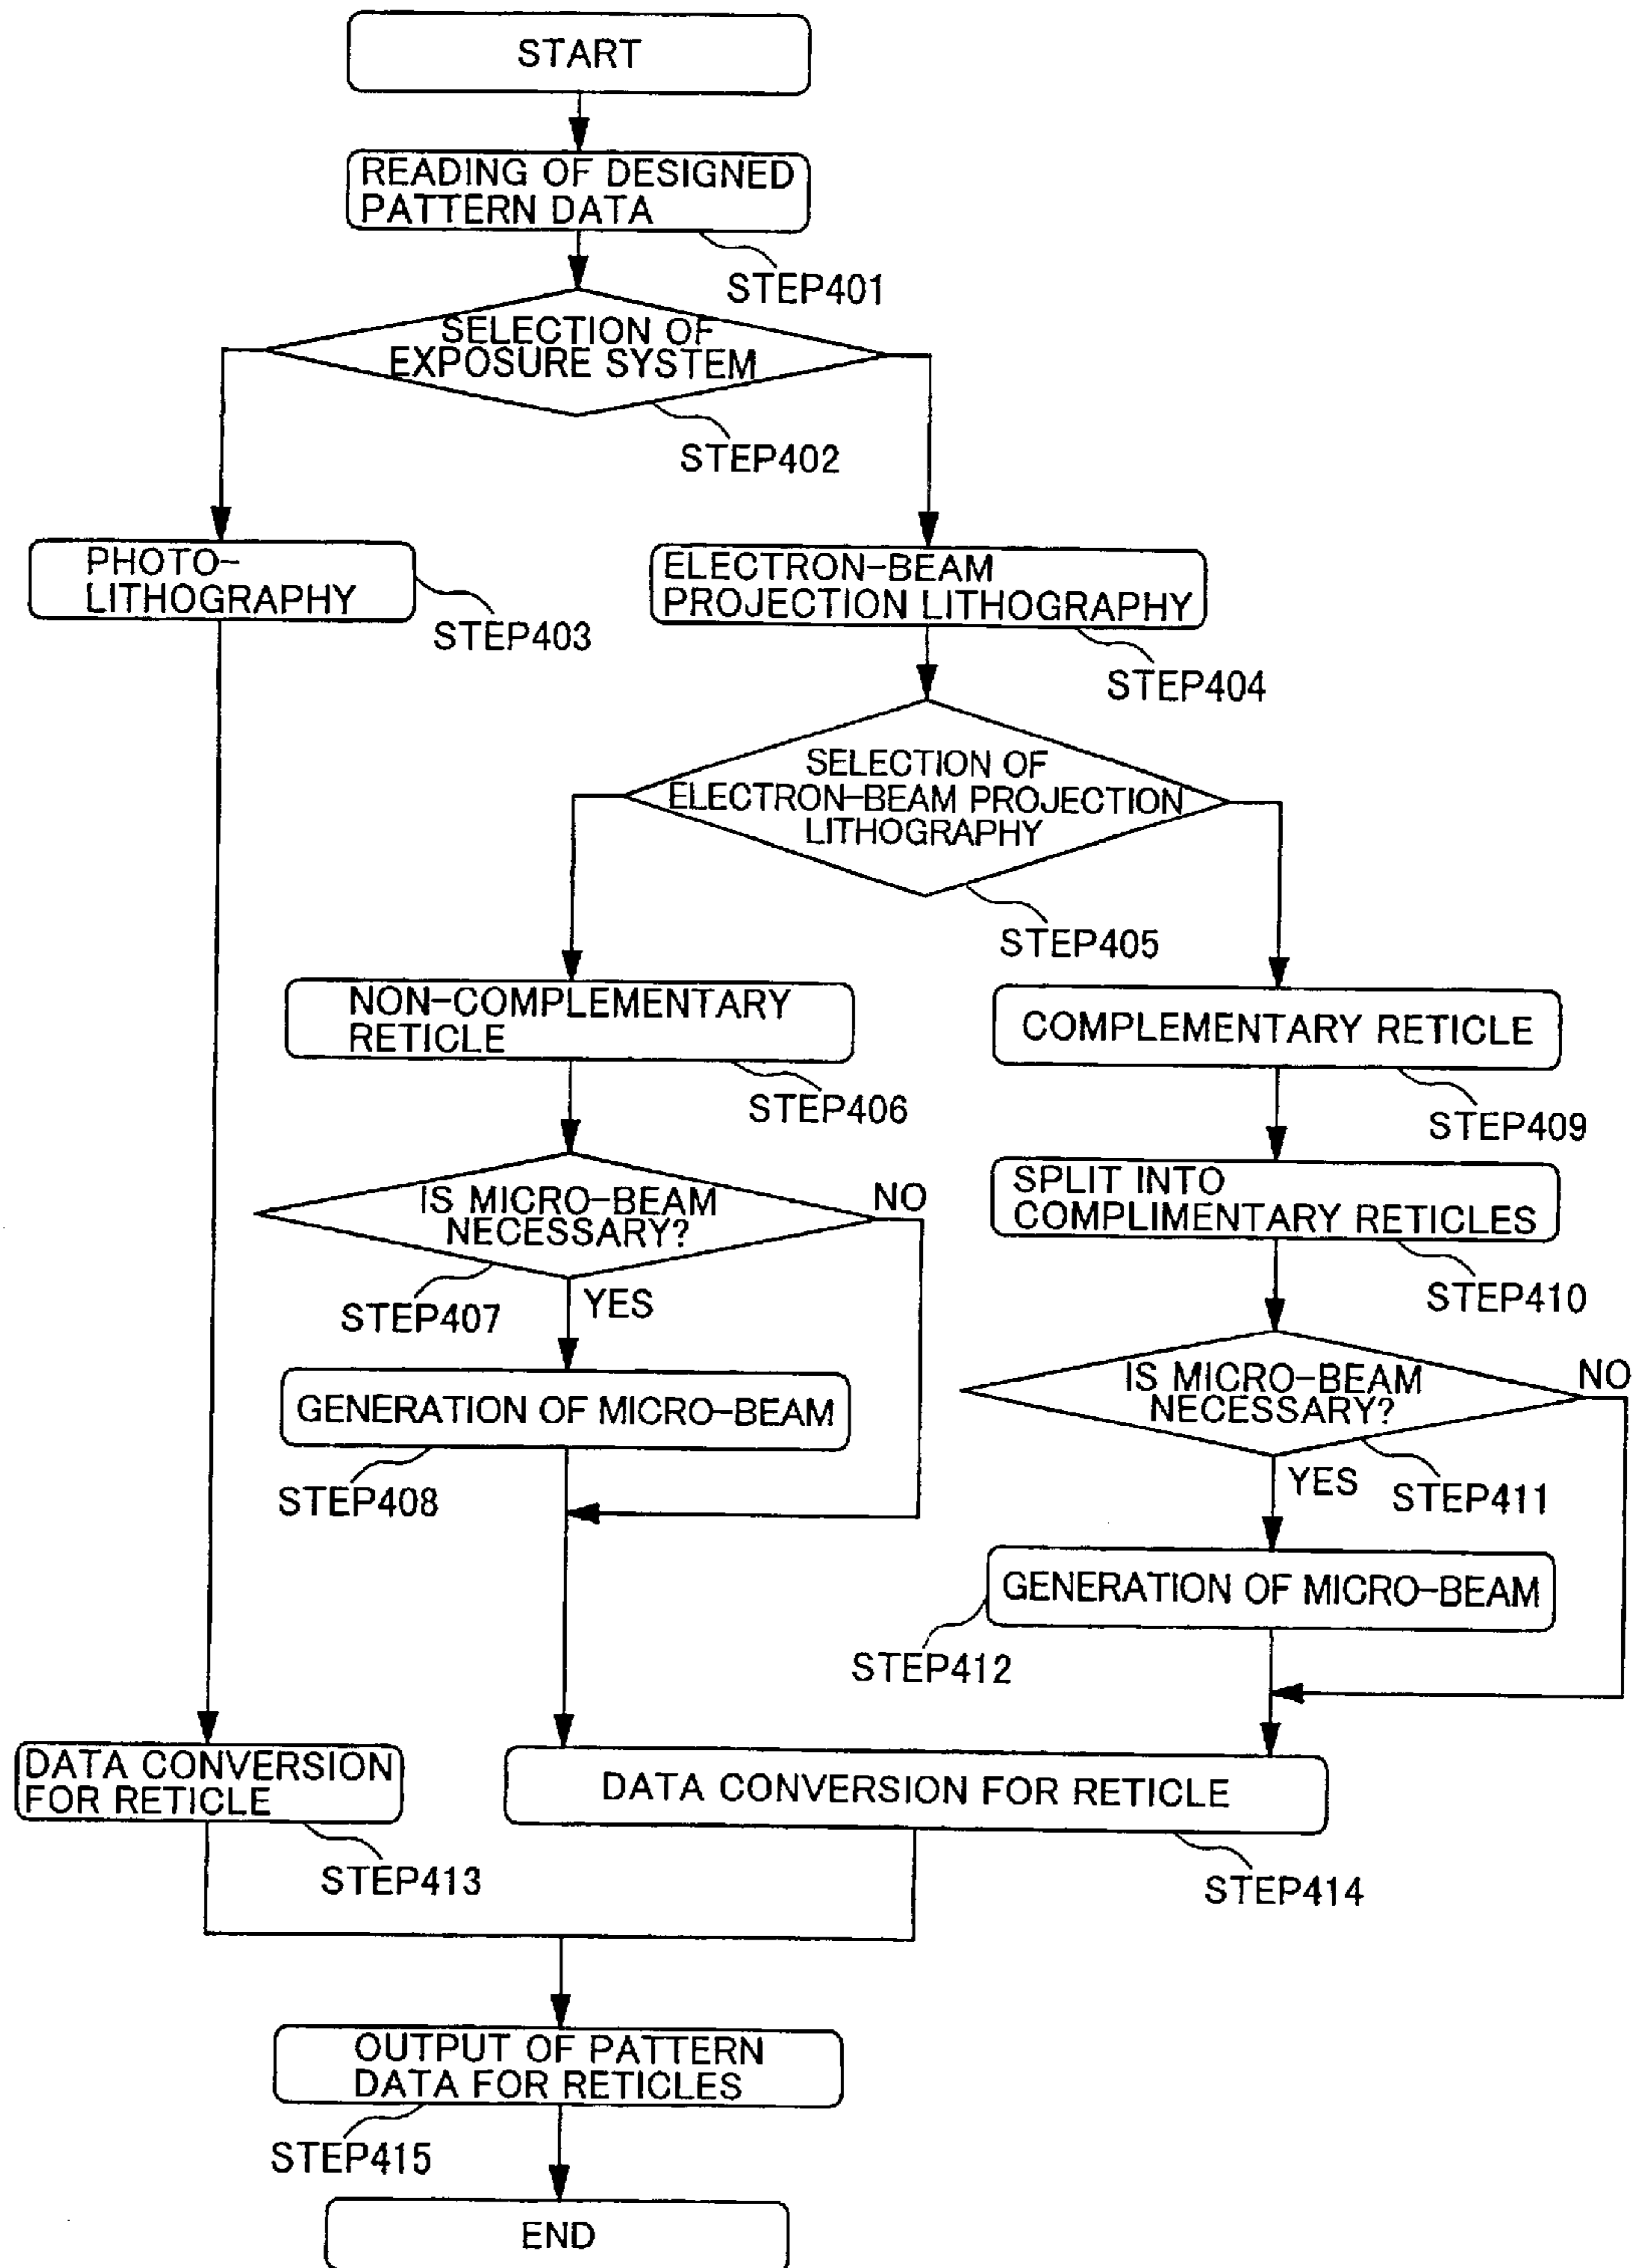 START
READING OF DESIGNED
PATTERN DATA
STEP401
SELECTION OF
EXPOSURE SYSTEM
STEP402
PHOTO-
LITHOGRAPHY
STEP403
ELECTRON-BEAM
PROJECTION LITHOGRAPHY
STEP404
SELECTION OF
ELECTRON-BEAM PROJECTION
LITHOGRAPHY
STEP405
NON-COMPLEMENTARY
RETICLE
STEP406
COMPLEMENTARY RETICLE
STEP409
IS MICRO-BEAM
NECESSARY?
NO
STEP407
YES
SPLIT INTO
COMPLIMENTARY RETICLES
STEP410
GENERATION OF MICRO-BEAM
STEP408
IS MICRO-BEAM
NECESSARY?
NO
YES
STEP411
GENERATION OF MICRO-BEAM
STEP412
DATA CONVERSION
FOR RETICLE
STEP413
DATA CONVERSION FOR RETICLE
STEP414
OUTPUT OF PATTERN
DATA FOR RETICLES
STEP415
END